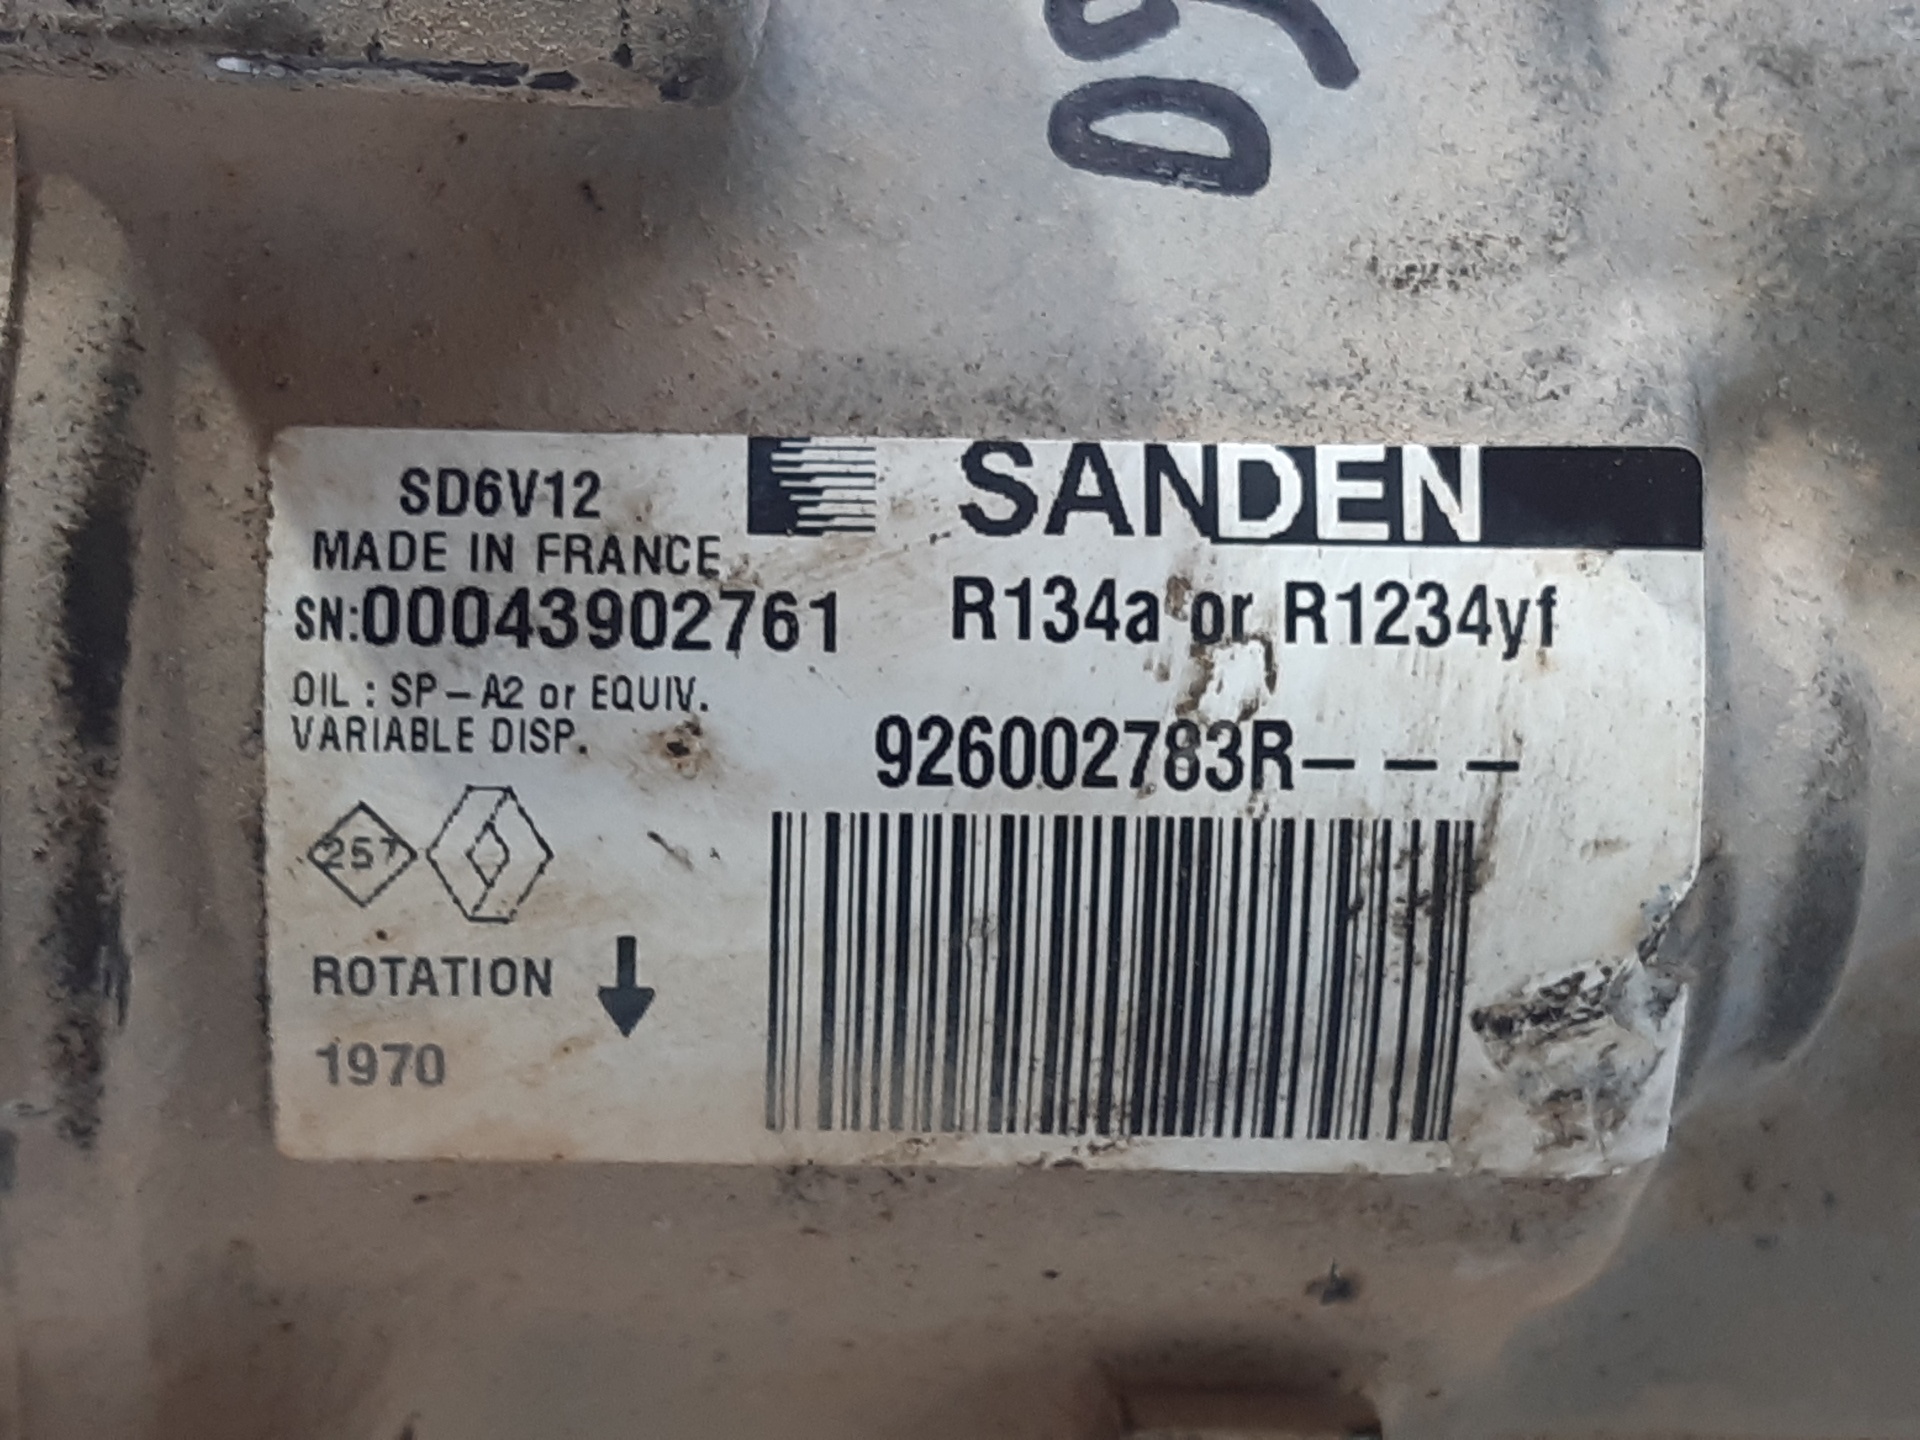 SD6V12
MADE IN FRANCE
SN:00043902761
OIL : SP-A2 or EQUIV.
VARIABLE DISP.
257
ROTATION
1970
SANDEN
R134a or R1234yf
926002783R- - -